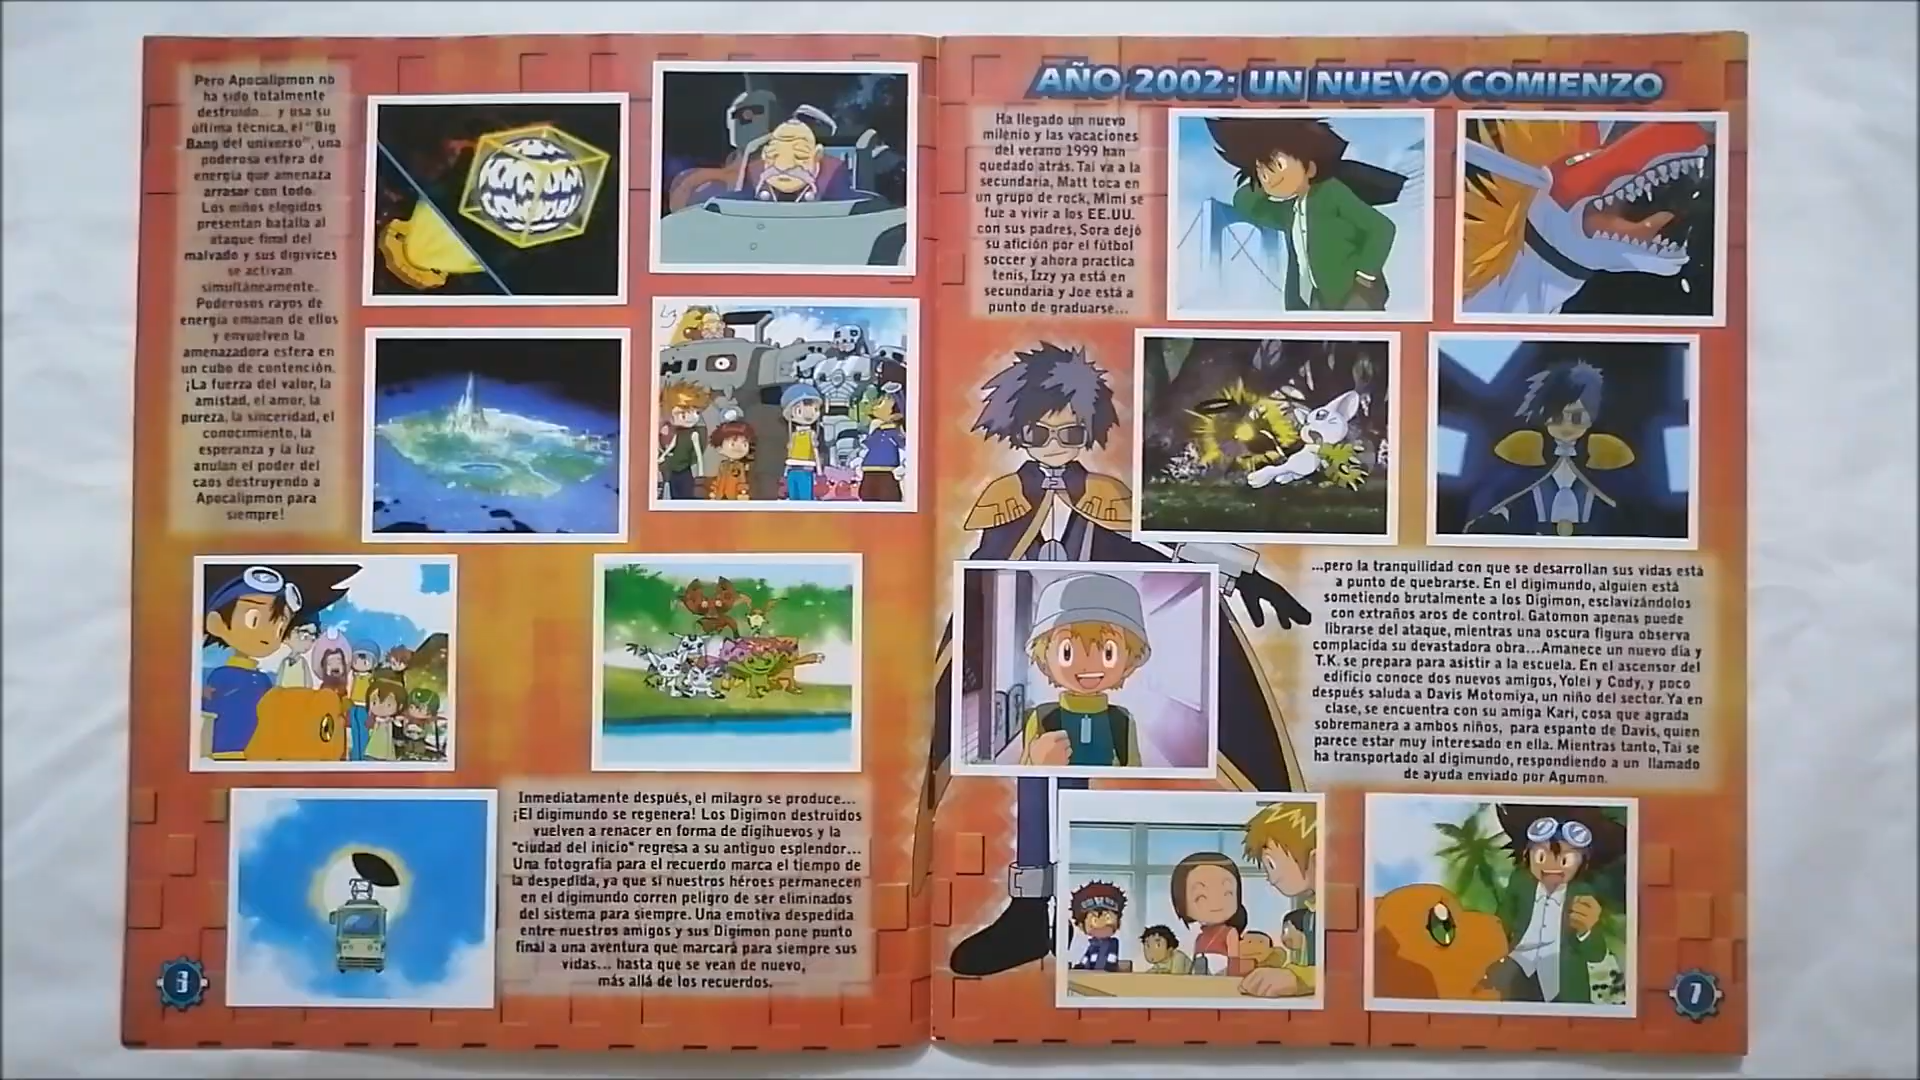 Pero Apocalipmon no
ha sido totalmente
destruido... y usa su
última técnica, el "Big
Bang del universo", una
poderosa esfera de
energía que amenaza
arrasar con todo.
Los niños elegidos
presentan batalla al
ataque final del
malvado y sus digivices
se activan
simultáneamente.
Poderosos rayos de
energía emanan de ellos
y envuelven la
amenazadora esfera en
un cubo de contención.
¡La fuerza del valor, la
amistad, el amor, la
pureza, la sinceridad, el
conocimiento, la
esperanza y la luz
anulan el poder del
caos destruyendo a
Apocalipmon para
siempre!
Inmediatamente después, el milagro se produce...
¡El digimundo se regenera! Los Digimon destruidos
vuelven a renacer en forma de digihuevos y la
"ciudad del inicio" regresa a su antiguo esplendor...
Una fotografía para el recuerdo marca el tiempo de
la despedida, ya que si nuestros héroes permanecen
en el digimundo corren peligro de ser eliminados
del sistema para siempre. Una emotiva despedida
entre nuestros amigos y sus Digimon pone punto
final a una aventura que marcará para siempre sus
vidas... hasta que se vean de nuevo,
más allá de los recuerdos.
AÑO 2002: UN NUEVO COMIENZO
Ha llegado un nuevo
milenio y las vacaciones
del verano 1999 han
quedado atrás. Tai va a la
secundaria, Matt toca en
un grupo de rock, Mimi se
fue a vivir a los EE.UU.
con sus padres, Sora dejó
su afición por el fútbol
soccer y ahora practica
tenis, Izzy ya está en
secundaria y Joe está a
punto de graduarse...
...pero la tranquilidad con que se desarrollan sus vidas está
a punto de quebrarse. En el digimundo, alguien está
sometiendo brutalmente a los Digimon, esclavizándolos
con extraños aros de control. Gatomon apenas puede
librarse del ataque, mientras una oscura figura observa
complacida su devastadora obra...Amanece un nuevo día y
T.K. se prepara para asistir a la escuela. En el ascensor del
edificio conoce dos nuevos amigos, Yolei y Cody, y poco
después saluda a Davis Motomiya, un niño del sector. Ya en
clase, se encuentra con su amiga Kari, cosa que agrada
sobremanera a ambos niños, para espanto de Davis, quien
parece estar muy interesado en ella. Mientras tanto, Tai se
ha transportado al digimundo, respondiendo a un llamado
de ayuda enviado por Agumon.
7